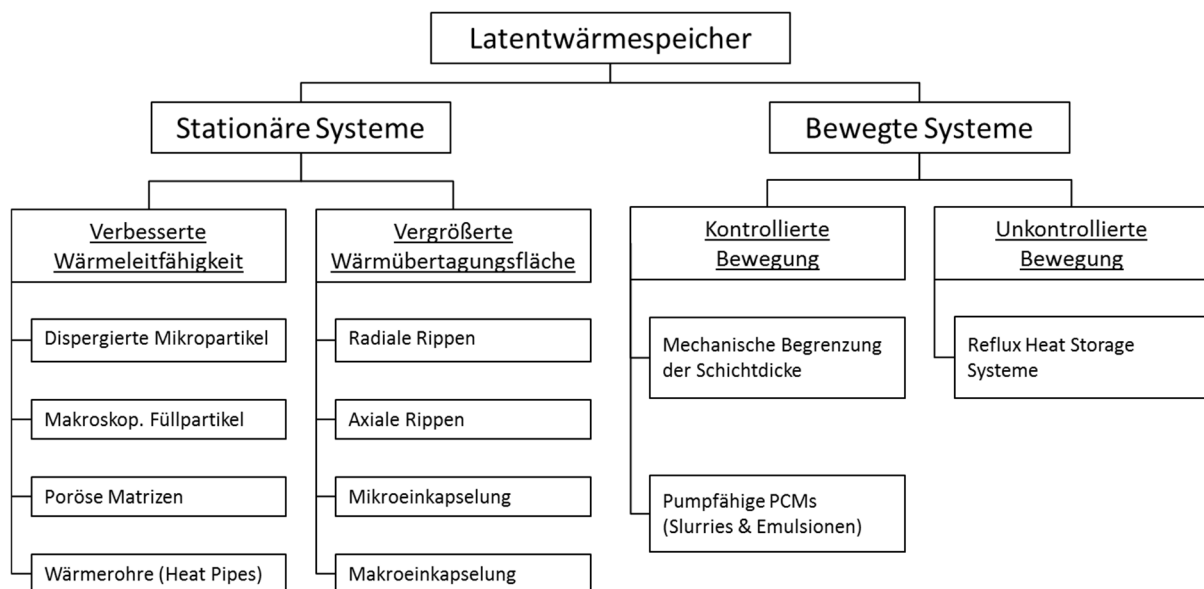 Latentwärmespeicher
Stationäre Systeme
Bewegte Systeme
Verbesserte
Wärmeleitfähigkeit
Vergrößerte
Wärmübertagungsfläche
Kontrollierte
Bewegung
Unkontrollierte
Bewegung
Dispergierte Mikropartikel
Makroskop. Füllpartikel
Poröse Matrizen
Wärmerohre (Heat Pipes)
Radiale Rippen
Axiale Rippen
Mikroeinkapselung
Makroeinkapselung
Mechanische Begrenzung
der Schichtdicke
Pumpfähige PCMs
(Slurries & Emulsionen)
Reflux Heat Storage
Systeme